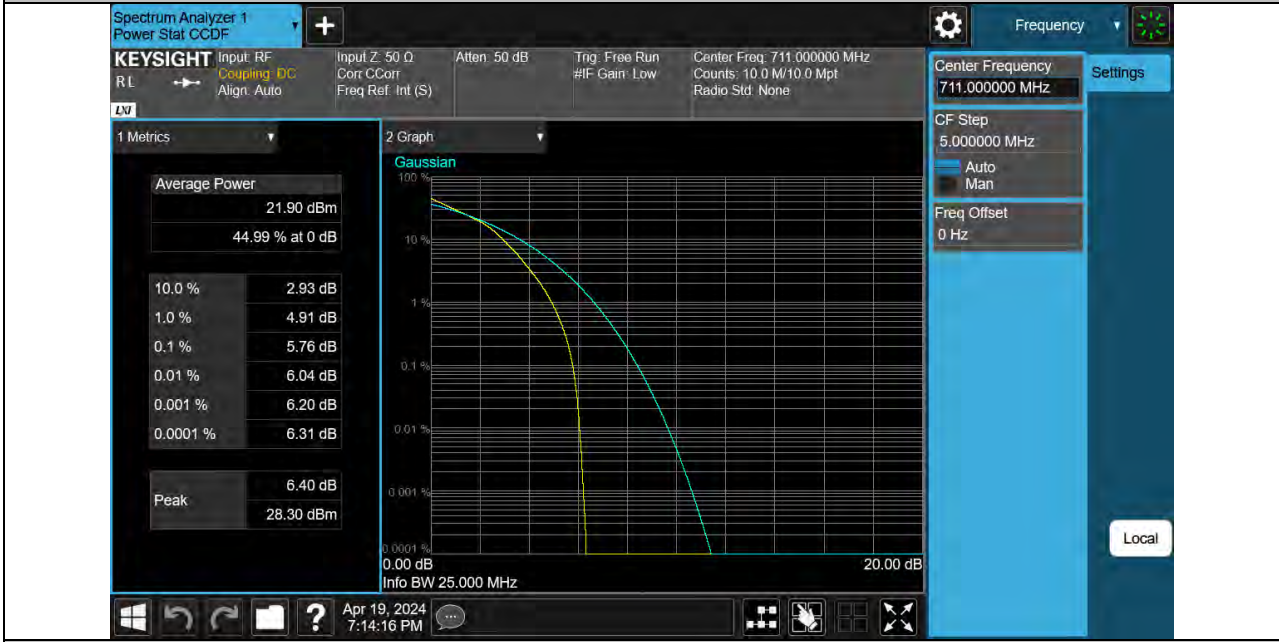 Spectrum Analyzer 1
Power Stat CCDF
Frequency
KEYSIGHT
RL
LXI
Input: RF
Coupling: DC
Align: Auto
Input Z: 50 Ω
Corr CCorr
Freq Ref: Int (S)
Atten: 50 dB
Trig: Free Run
#IF Gain: Low
Center Freq: 711.000000 MHz
Counts: 10.0 M/10.0 Mpt
Radio Std: None
Center Frequency
711.000000 MHz
Settings
CF Step
5.000000 MHz
Auto
Man
Freq Offset
0 Hz
1 Metrics
Average Power
21.90 dBm
44.99 % at 0 dB
10.0 % 2.93 dB
1.0 % 4.91 dB
0.1 % 5.76 dB
0.01 % 6.04 dB
0.001 % 6.20 dB
0.0001 % 6.31 dB
Peak
6.40 dB
28.30 dBm
2 Graph
Gaussian
100 %
10 %
1 %
0.1 %
0.01 %
0.001 %
0.0001 %
0.00 dB
20.00 dB
Info BW 25.000 MHz
Local
?
Apr 19, 2024
7:14:16 PM